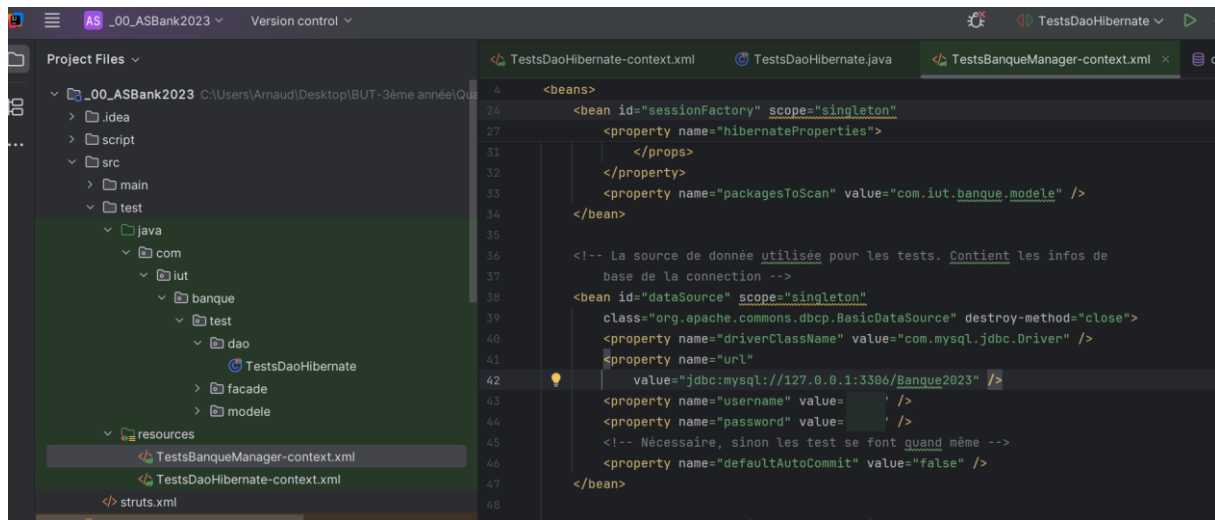 AS _00_ASBank2023 Version control TestsDaoHibernate
Project Files
_00_ASBank2023 C:\Users\Arnaud\Desktop\BUT-3ème année\Qua
.idea
script
src
main
test
java
com
iut
banque
test
dao
TestsDaoHibernate
facade
modele
resources
TestsBanqueManager-context.xml
TestsDaoHibernate-context.xml
struts.xml
TestsDaoHibernate-context.xml TestsDaoHibernate.java TestsBanqueManager-context.xml
4 <beans>
24 <bean id="sessionFactory" scope="singleton"
27 <property name="hibernateProperties">
31 </props>
32 </property>
33 <property name="packagesToScan" value="com.iut.banque.modele" />
34 </bean>
35
36 <!-- La source de donnée utilisée pour les tests. Contient les infos de
37 base de la connection -->
38 <bean id="dataSource" scope="singleton"
39 class="org.apache.commons.dbcp.BasicDataSource" destroy-method="close">
40 <property name="driverClassName" value="com.mysql.jdbc.Driver" />
41 <property name="url"
42 value="jdbc:mysql://127.0.0.1:3306/Banque2023" />
43 <property name="username" value= ' />
44 <property name="password" value= ' />
45 <!-- Nécessaire, sinon les test se font quand même -->
46 <property name="defaultAutoCommit" value="false" />
47 </bean>
48